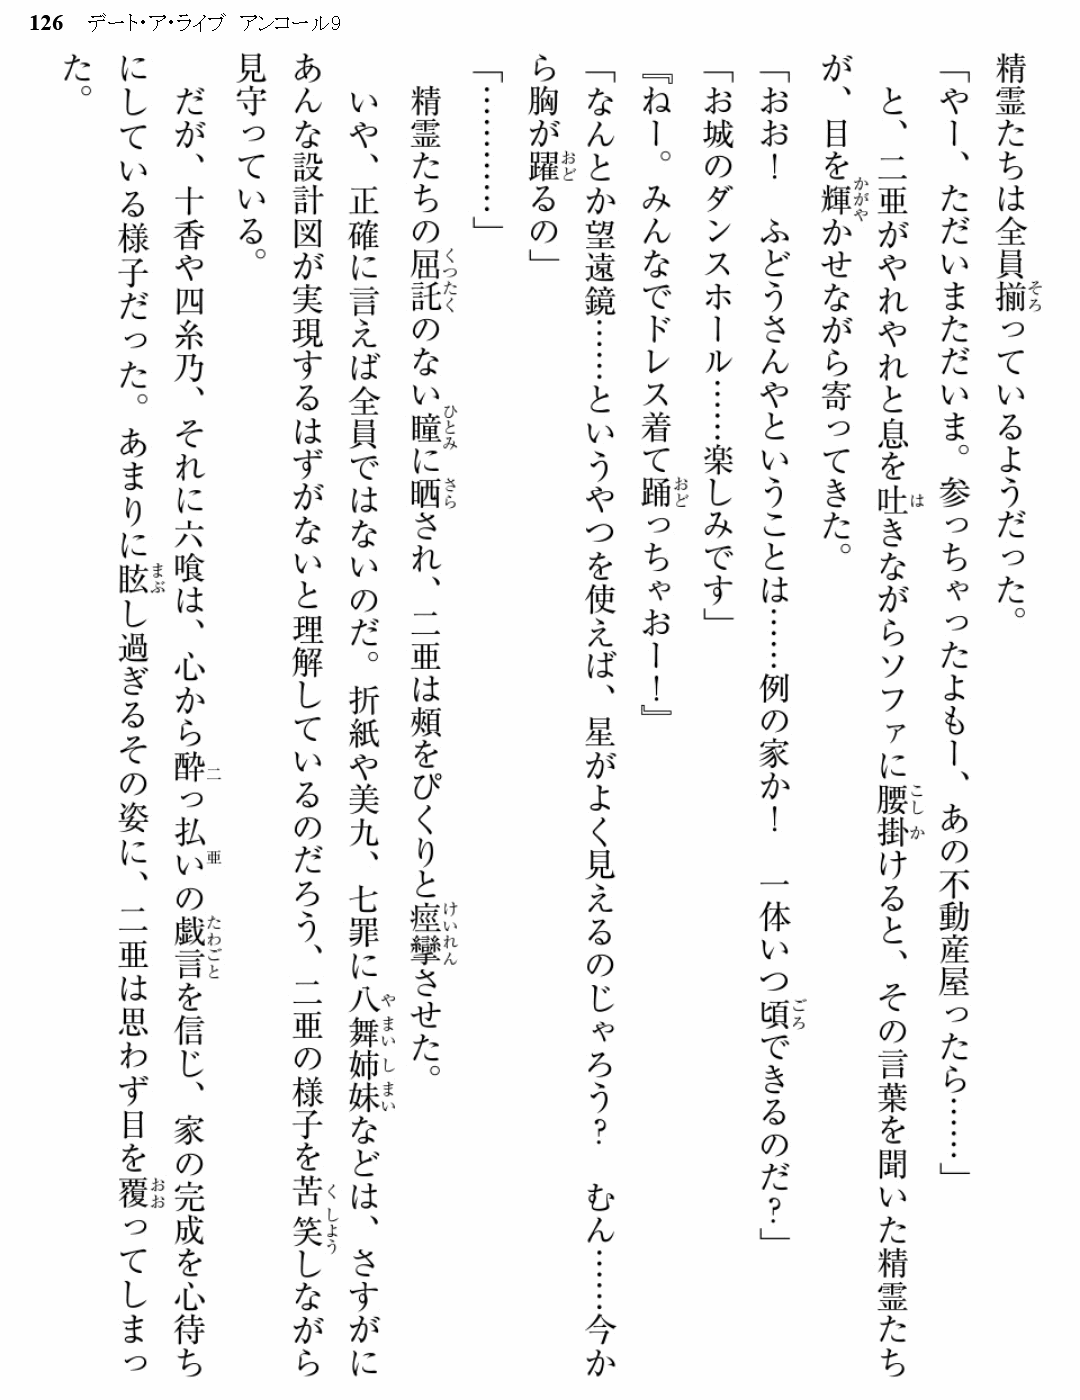 126 デート・ア・ライブ アンコール9
精霊たちは全員揃っているようだった。
「やー、ただいまただいま。参っちゃったよもー、あの不動産屋ったら……」
と、二亜がやれやれと息を吐きながらソファに腰掛けると、その言葉を聞いた精霊たち
が、目を輝かせながら寄ってきた。
「おお！　ふどうさんやということは……例の家か！　一体いつ頃できるのだ？」
「お城のダンスホール……楽しみです」
『ねー。みんなでドレス着て踊っちゃおー！』
「なんとか望遠鏡……というやつを使えば、星がよく見えるのじゃろう？　むん……今か
ら胸が躍るの」
「…………」
精霊たちの屈託のない瞳に晒され、二亜は頰をぴくりと痙攣させた。
いや、正確に言えば全員ではないのだ。折紙や美九、七罪に八舞姉妹などは、さすがに
あんな設計図が実現するはずがないと理解しているのだろう、二亜の様子を苦笑しながら
見守っている。
だが、十香や四糸乃、それに六喰は、心から酔っ払いの戯言を信じ、家の完成を心待ち
にしている様子だった。あまりに眩し過ぎるその姿に、二亜は思わず目を覆ってしまっ
た。